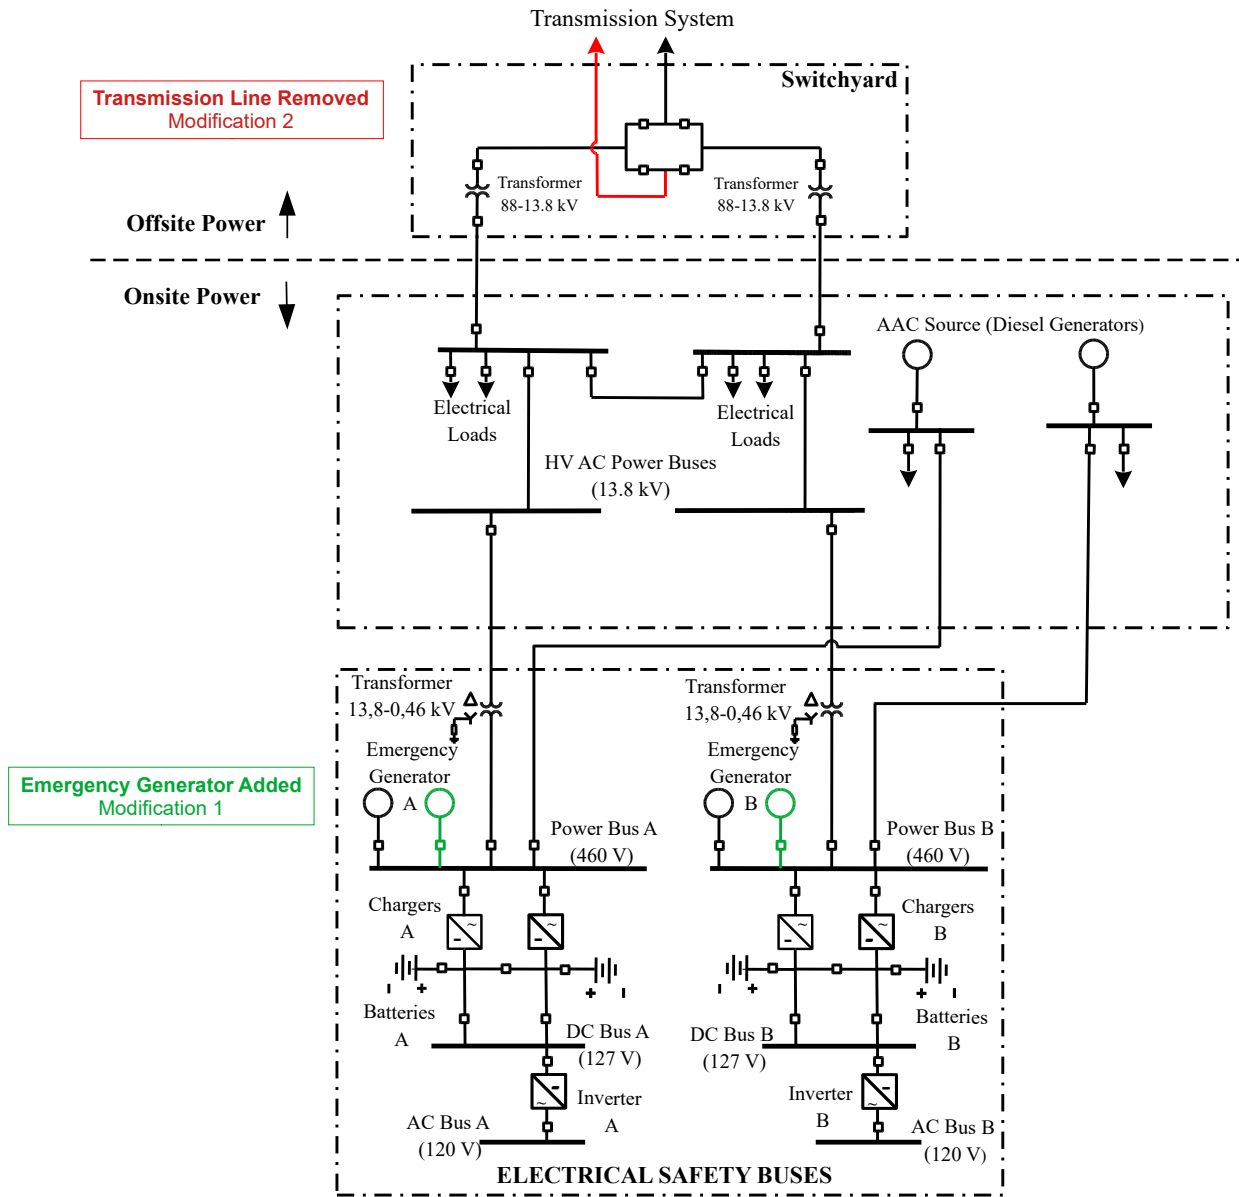 Transmission System
Switchyard
Transmission Line Removed
Modification 2
Transformer
88-13.8 kV
Transformer
88-13.8 kV
Offsite Power
Onsite Power
AAC Source (Diesel Generators)
Electrical
Loads
Electrical
Loads
HV AC Power Buses
(13.8 kV)
Transformer
13,8-0,46 kV
Transformer
13,8-0,46 kV
Emergency
Generator
A
Emergency
Generator
B
Emergency Generator Added
Modification 1
Power Bus A
(460 V)
Power Bus B
(460 V)
Chargers
A
Chargers
B
Batteries
A
DC Bus A
(127 V)
DC Bus B
(127 V)
Batteries
B
Inverter
A
Inverter
B
AC Bus A
(120 V)
AC Bus B
(120 V)
ELECTRICAL SAFETY BUSES